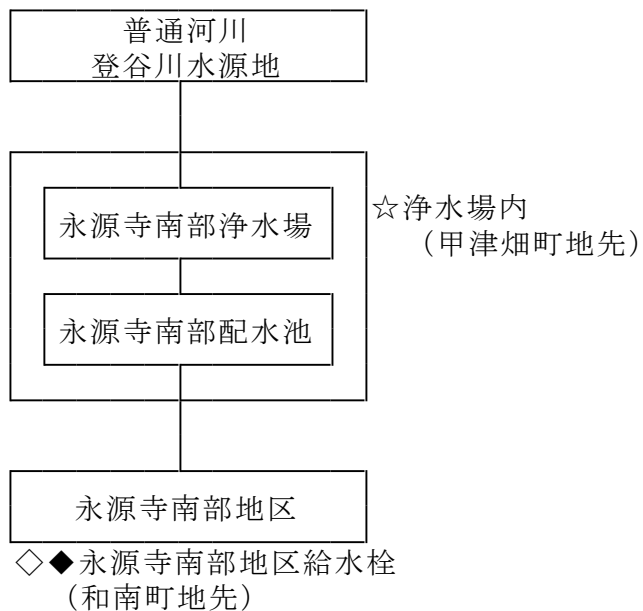 普通河川
登谷川水源地
永源寺南部浄水場
☆浄水場内
（甲津畑町地先）
永源寺南部配水池
永源寺南部地区
◇◆永源寺南部地区給水栓
（和南町地先）